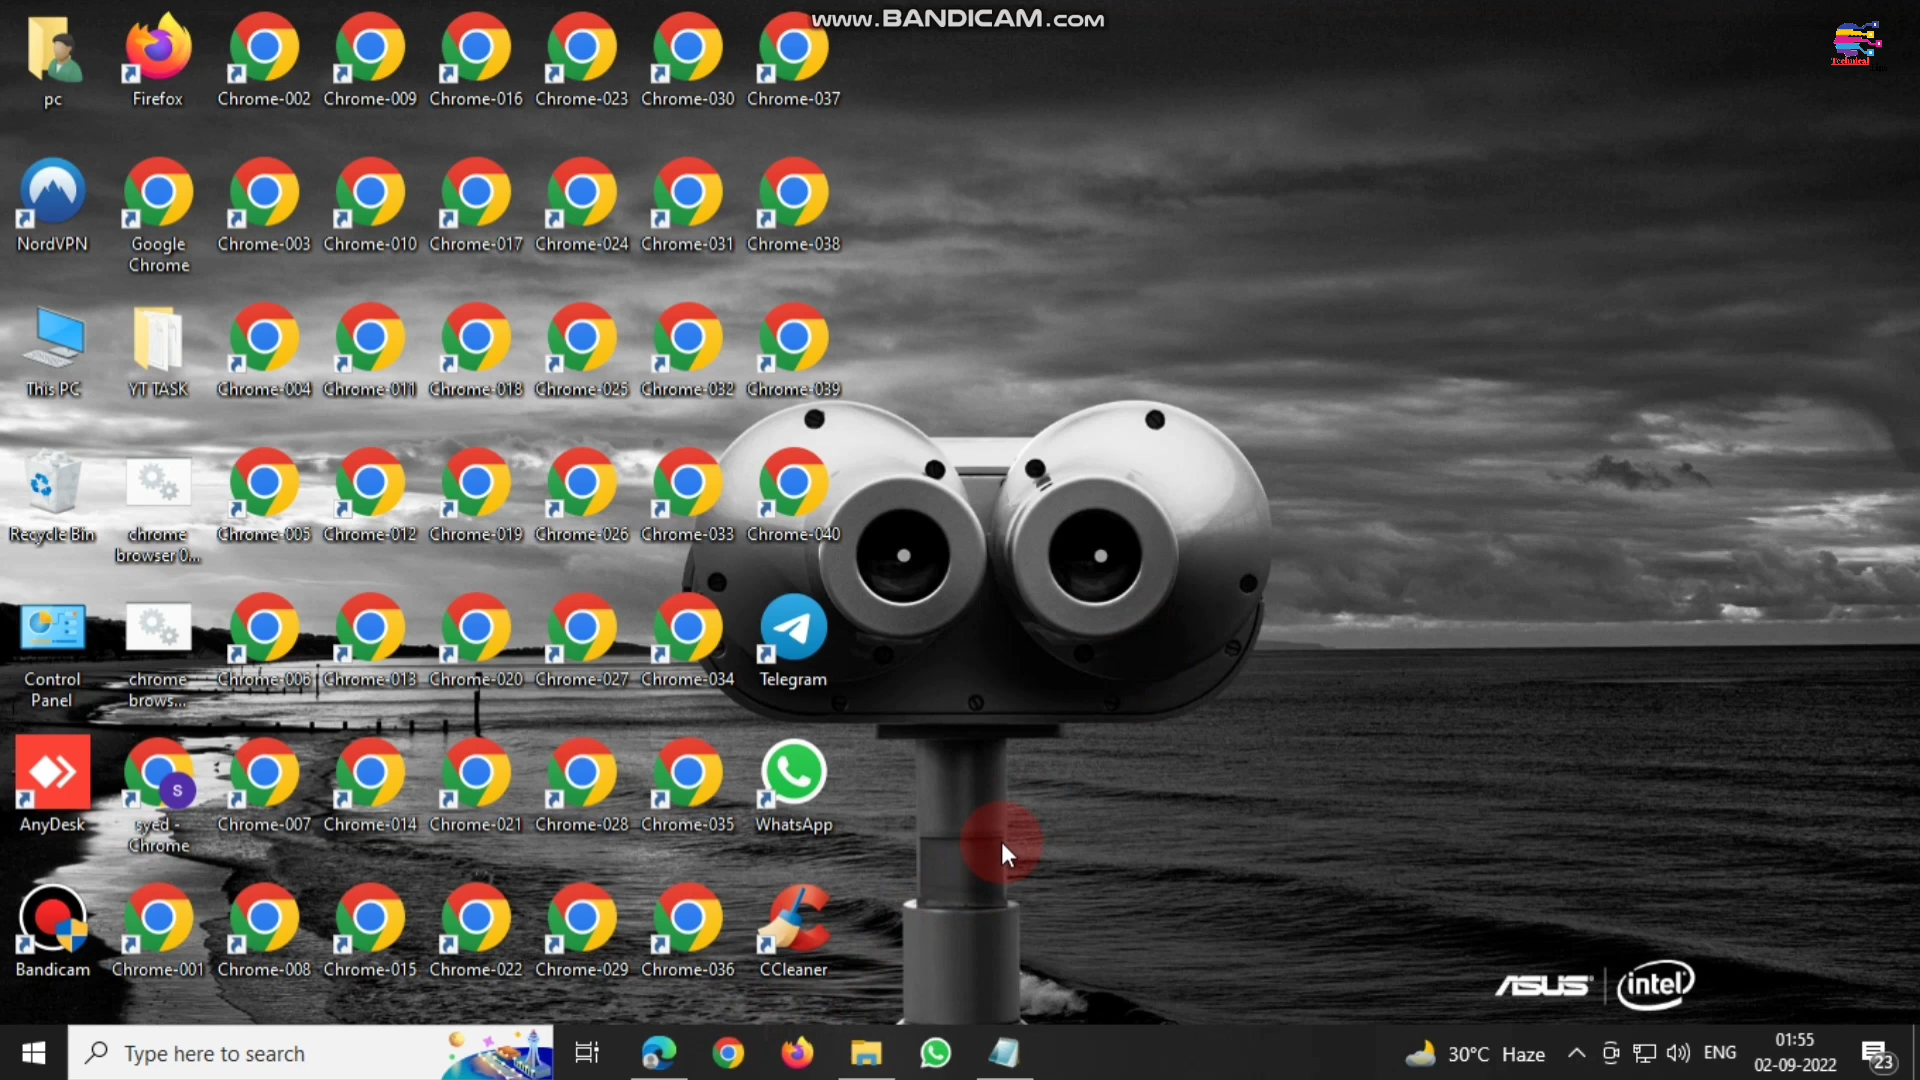 www.BANDICAM.com
Technical
pc
Firefox
Chrome-002
Chrome-009
Chrome-016
Chrome-023
Chrome-030
Chrome-037
NordVPN
Google
Chrome
Chrome-003
Chrome-010
Chrome-017
Chrome-024
Chrome-031
Chrome-038
This PC
YT TASK
Chrome-004
Chrome-011
Chrome-018
Chrome-025
Chrome-032
Chrome-039
Recycle Bin
chrome
browser 0...
Chrome-005
Chrome-012
Chrome-019
Chrome-026
Chrome-033
Chrome-040
Control
Panel
chrome
brows...
Chrome-006
Chrome-013
Chrome-020
Chrome-027
Chrome-034
Telegram
AnyDesk
S
syed -
Chrome
Chrome-007
Chrome-014
Chrome-021
Chrome-028
Chrome-035
WhatsApp
Bandicam
Chrome-001
Chrome-008
Chrome-015
Chrome-022
Chrome-029
Chrome-036
CCleaner
ASUS
intel
Type here to search
30°C Haze
ENG
01:55
02-09-2022
23